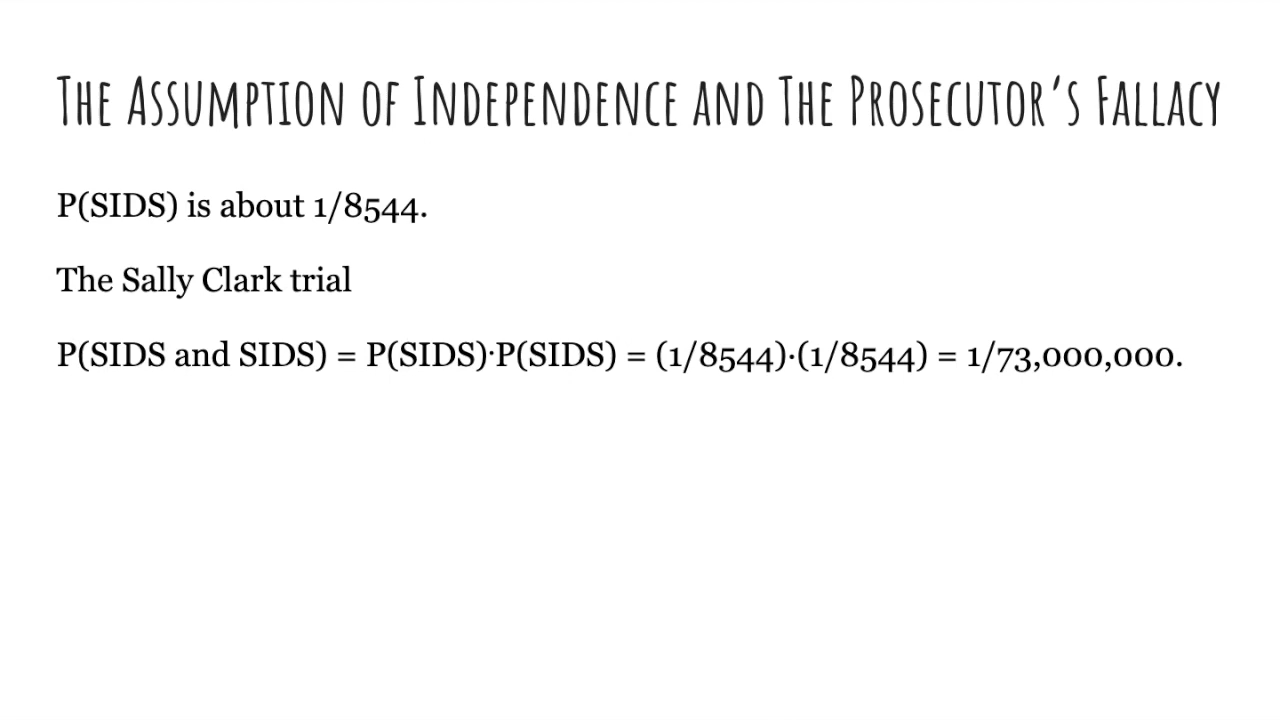 The Assumption of Independence and The Prosecutor's Fallacy
P(SIDS) is about 1/8544.
The Sally Clark trial
P(SIDS and SIDS) = P(SIDS)·P(SIDS) = (1/8544)·(1/8544) = 1/73,000,000.